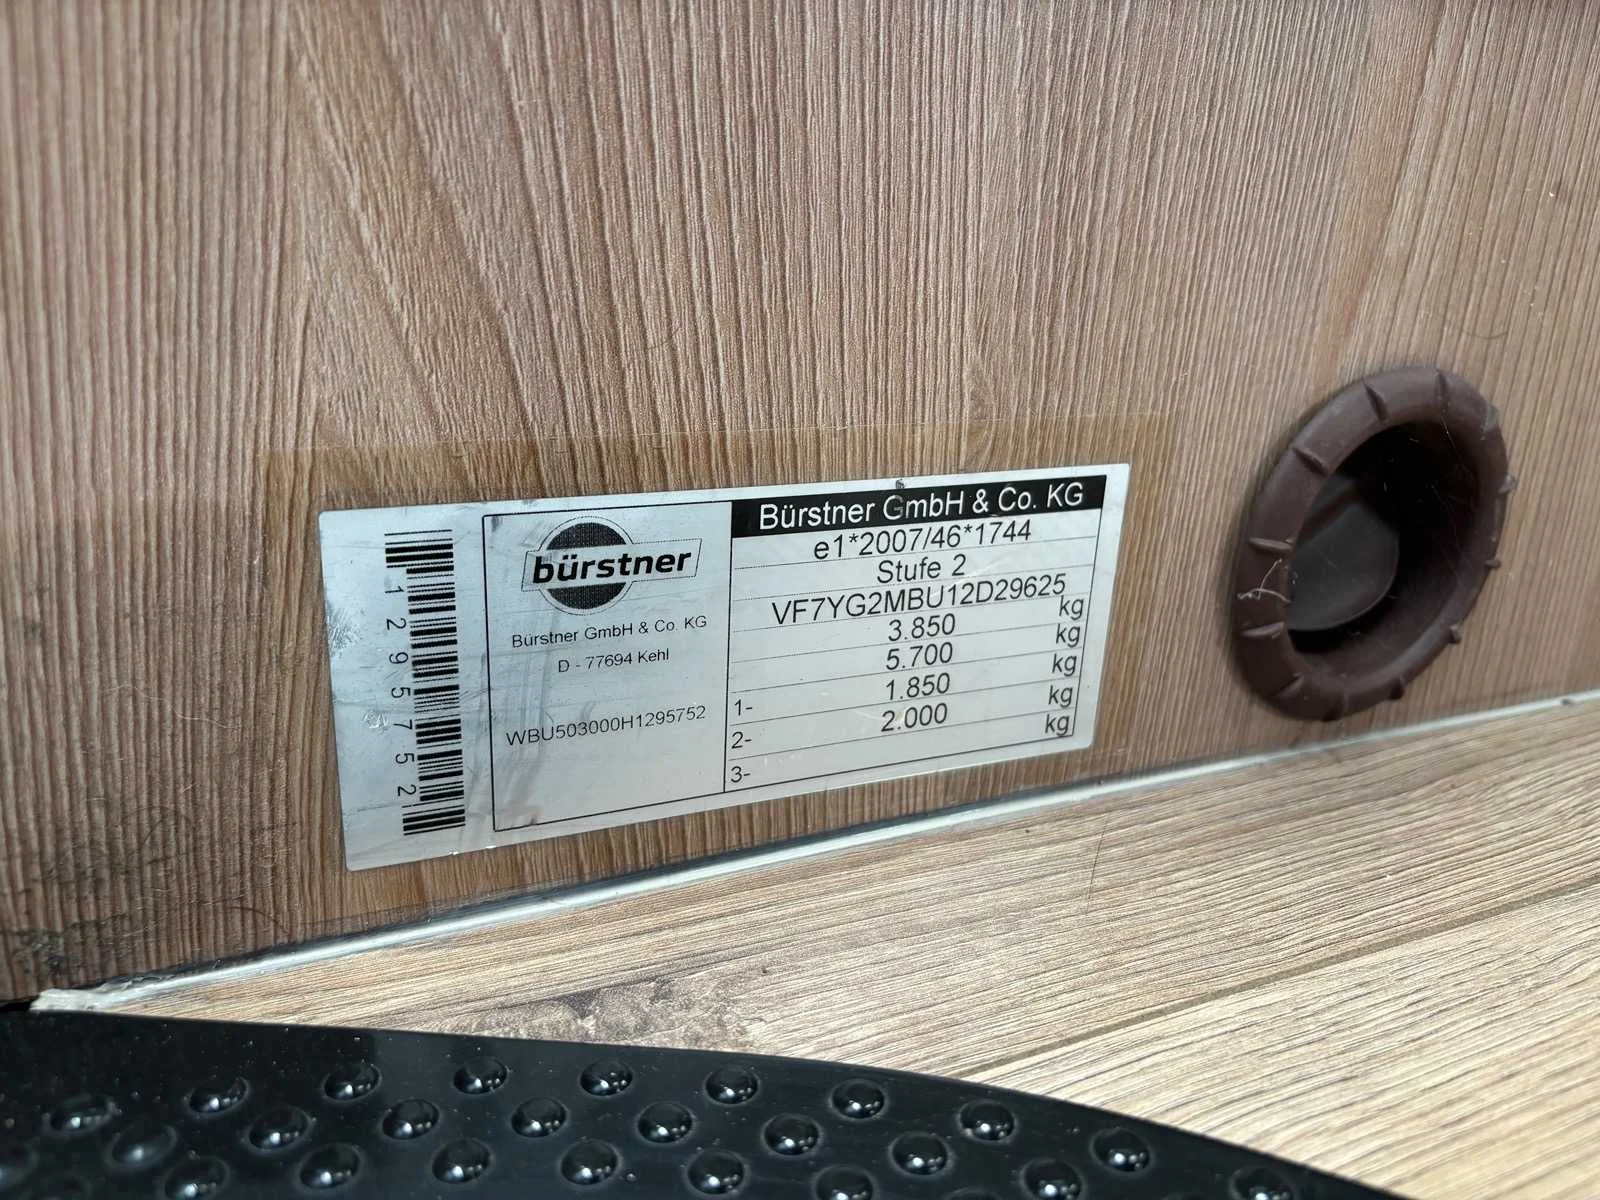 1295752
bürstner
Bürstner GmbH & Co. KG
D - 77694 Kehl
WBU503000H1295752
Bürstner GmbH & Co. KG
e1*2007/46*1744
Stufe 2
VF7YG2MBU12D29625
3.850 kg
5.700 kg
1- 1.850 kg
2- 2.000 kg
3- kg